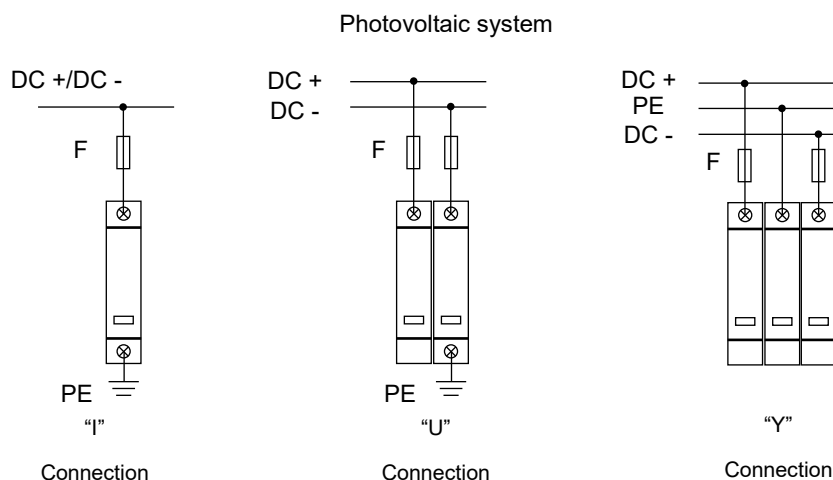 Photovoltaic system
DC +/DC -
F
PE
“I”
Connection
DC +
DC -
F
PE
“U”
Connection
DC +
PE
DC -
F
“Y”
Connection